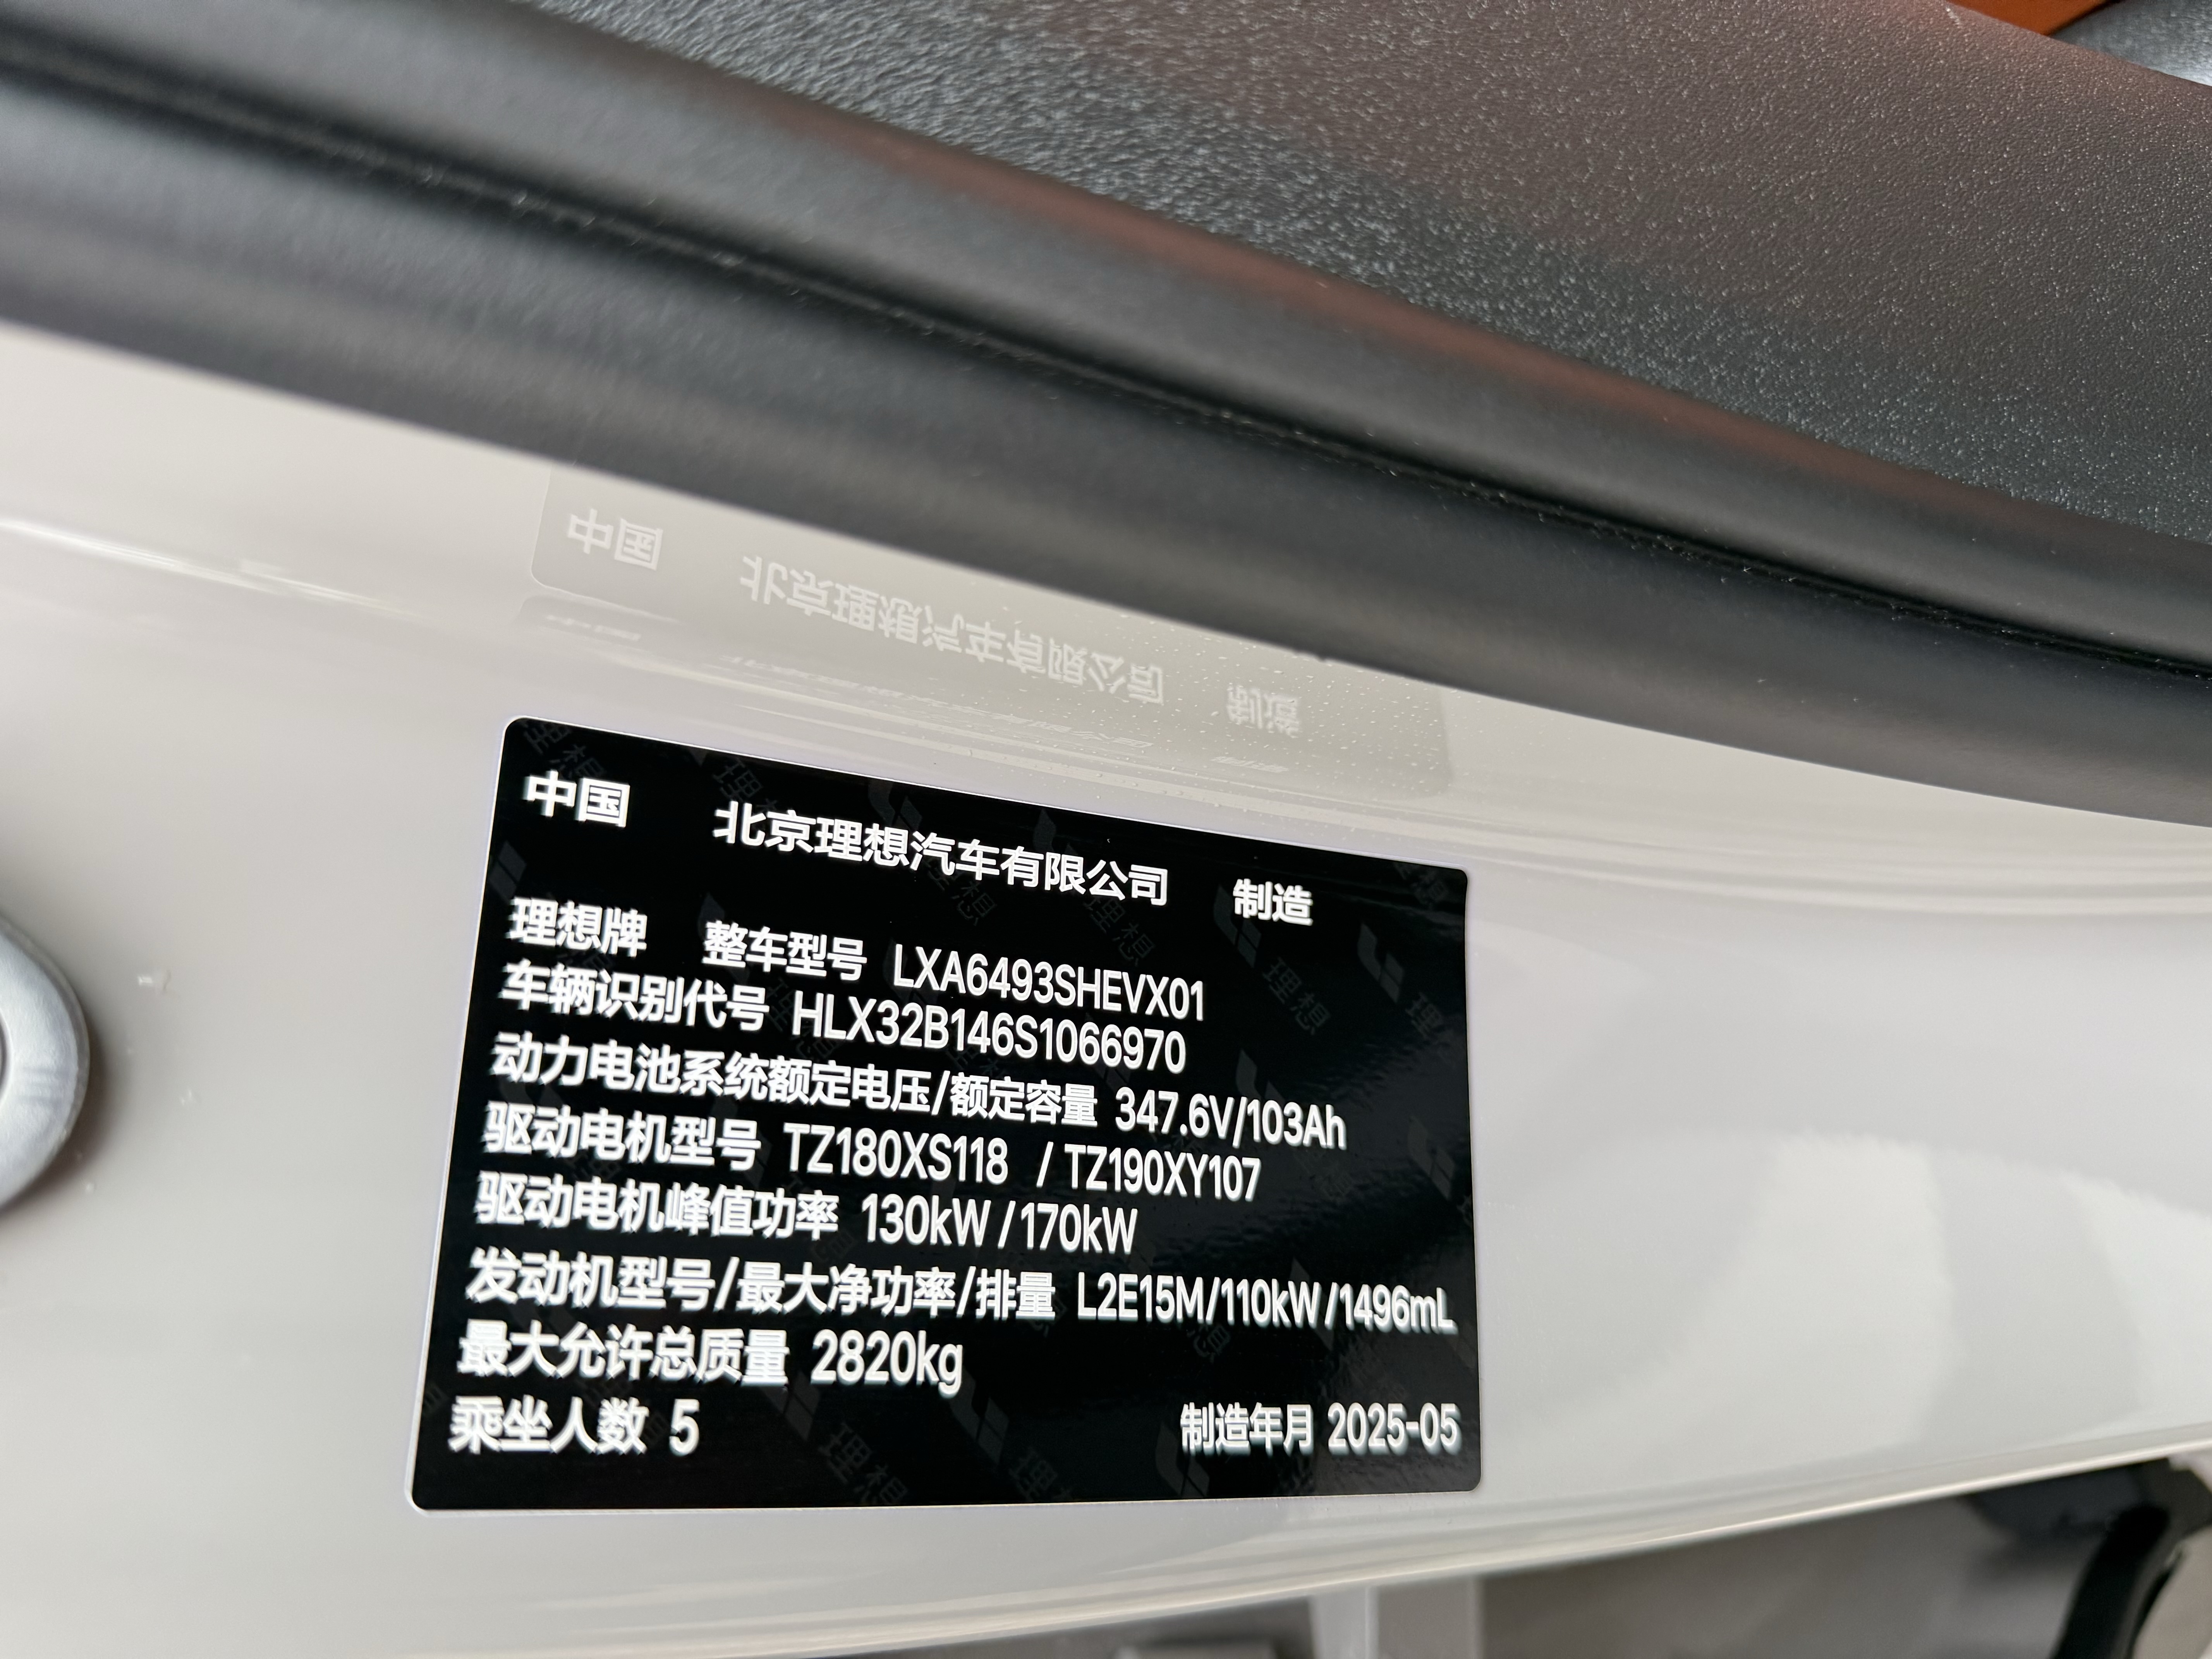 中国 北京理想汽车有限公司 制造
理想牌 整车型号 LXA6493SHEVX01
车辆识别代号 HLX32B146S1066970
动力电池系统额定电压/额定容量 347.6V/103Ah
驱动电机型号 TZ180XS118 / TZ190XY107
驱动电机峰值功率 130kW / 170kW
发动机型号/最大净功率/排量 L2E15M/110kW/1496mL
最大允许总质量 2820kg
乘坐人数 5 制造年月 2025-05